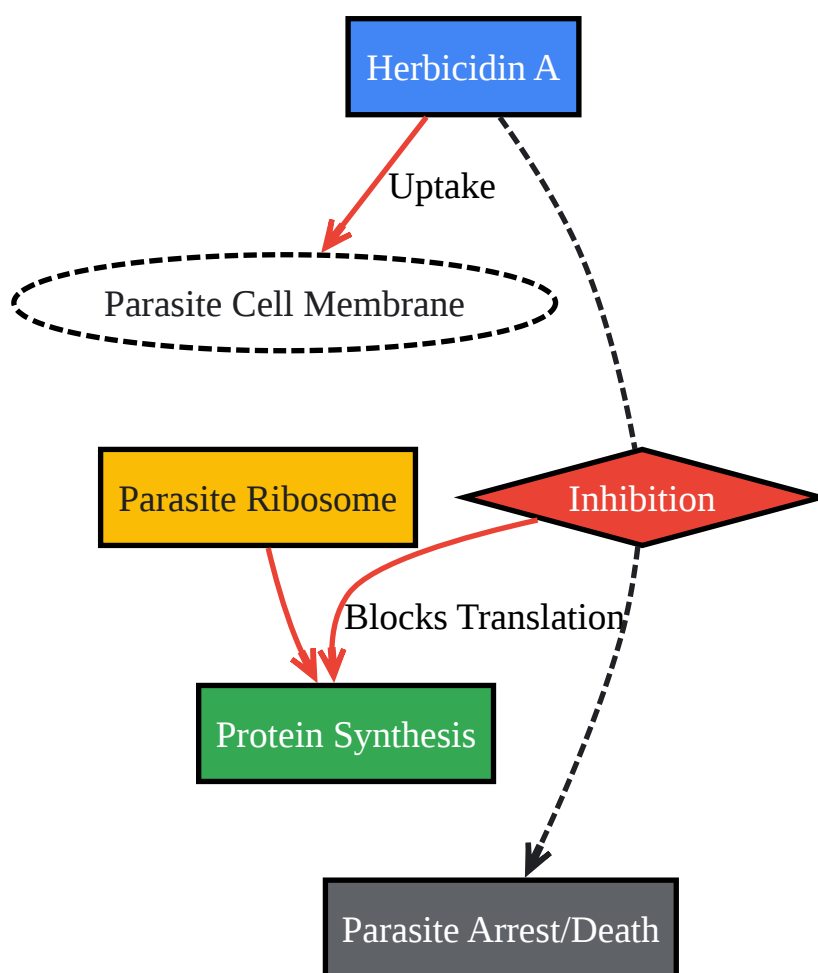 Herbicidin A
Uptake
Parasite Cell Membrane
Parasite Ribosome
Inhibition
Blocks Translation
Protein Synthesis
Parasite Arrest/Death